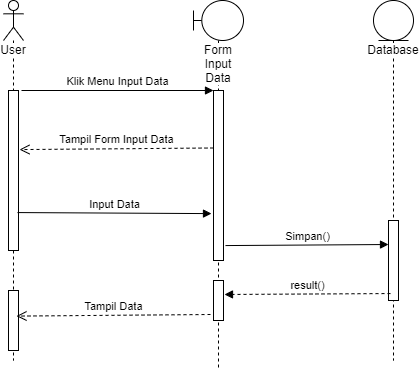 User
Form
Input
Data
Database
Klik Menu Input Data
Tampil Form Input Data
Input Data
Simpan()
result()
Tampil Data